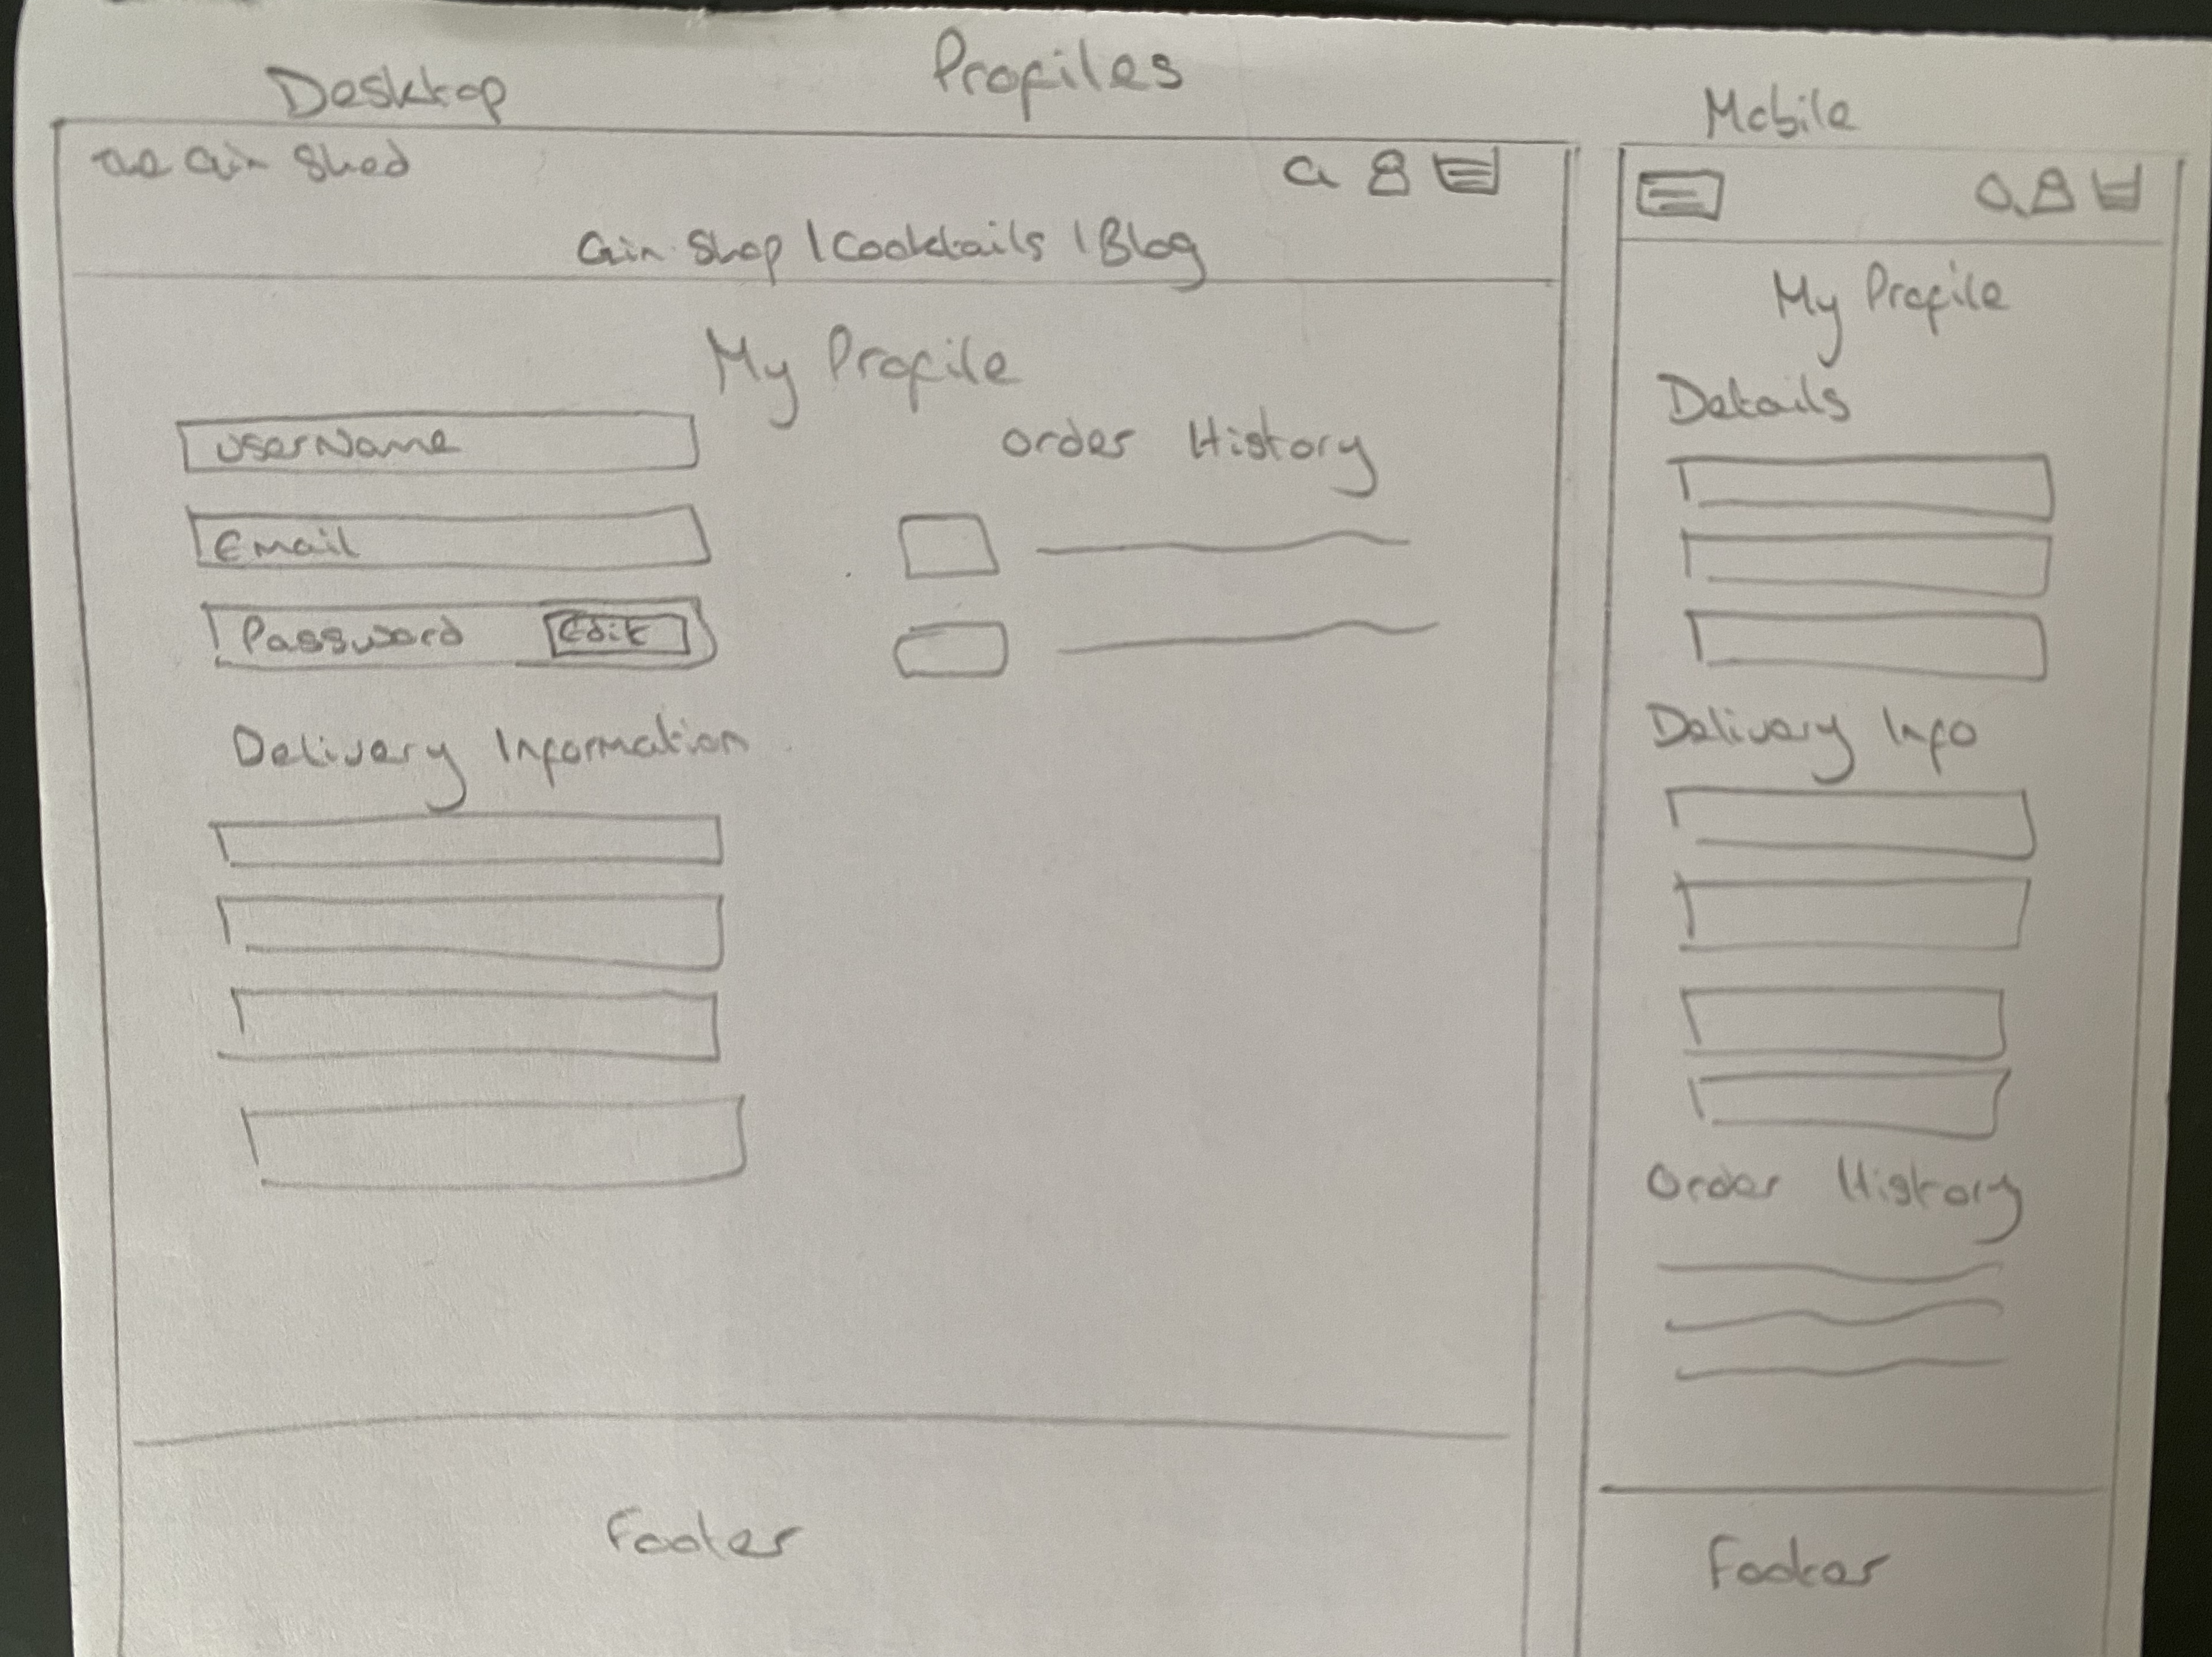 Profiles
Desktop
The Gin Shed
Gin Shop | Cocktails | Blog
My Profile
UserName
Email
Password Edit
Order History
Delivery Information
Footer
Mobile
My Profile
Details
Delivery Info
Order History
Footer